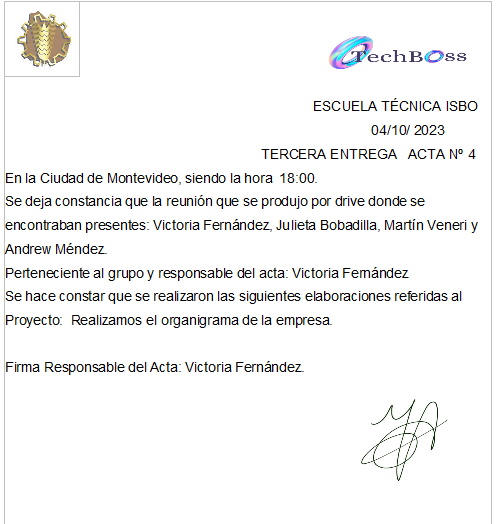 TechBOss
ESCUELA TÉCNICA ISBO
04/10/ 2023
TERCERA ENTREGA ACTA Nº 4
En la Ciudad de Montevideo, siendo la hora 18:00.
Se deja constancia que la reunión que se produjo por drive donde se
encontraban presentes: Victoria Fernández, Julieta Bobadilla, Martín Veneri y
Andrew Méndez.
Perteneciente al grupo y responsable del acta: Victoria Fernández
Se hace constar que se realizaron las siguientes elaboraciones referidas al
Proyecto: Realizamos el organigrama de la empresa.
Firma Responsable del Acta: Victoria Fernández.